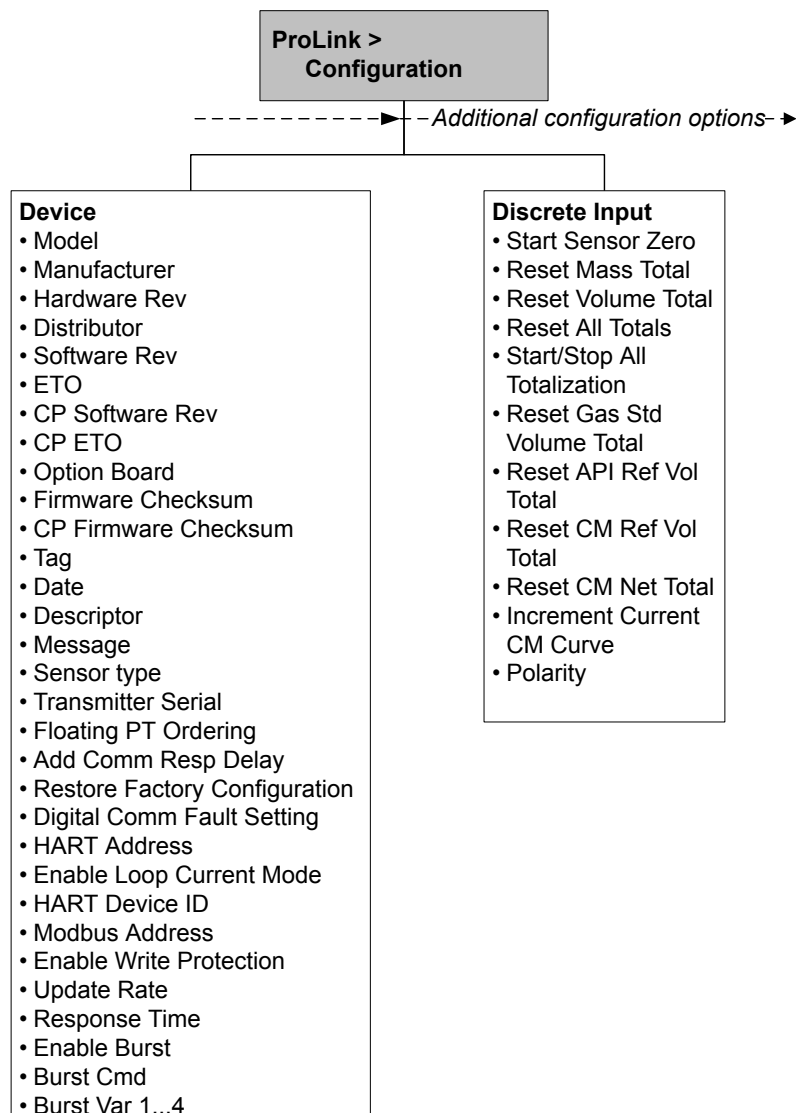 ProLink >
Configuration
Additional configuration options
Device
• Model
• Manufacturer
• Hardware Rev
• Distributor
• Software Rev
• ETO
• CP Software Rev
• CP ETO
• Option Board
• Firmware Checksum
• CP Firmware Checksum
• Tag
• Date
• Descriptor
• Message
• Sensor type
• Transmitter Serial
• Floating PT Ordering
• Add Comm Resp Delay
• Restore Factory Configuration
• Digital Comm Fault Setting
• HART Address
• Enable Loop Current Mode
• HART Device ID
• Modbus Address
• Enable Write Protection
• Update Rate
• Response Time
• Enable Burst
• Burst Cmd
• Burst Var 1...4
Discrete Input
• Start Sensor Zero
• Reset Mass Total
• Reset Volume Total
• Reset All Totals
• Start/Stop All
Totalization
• Reset Gas Std
Volume Total
• Reset API Ref Vol
Total
• Reset CM Ref Vol
Total
• Reset CM Net Total
• Increment Current
CM Curve
• Polarity